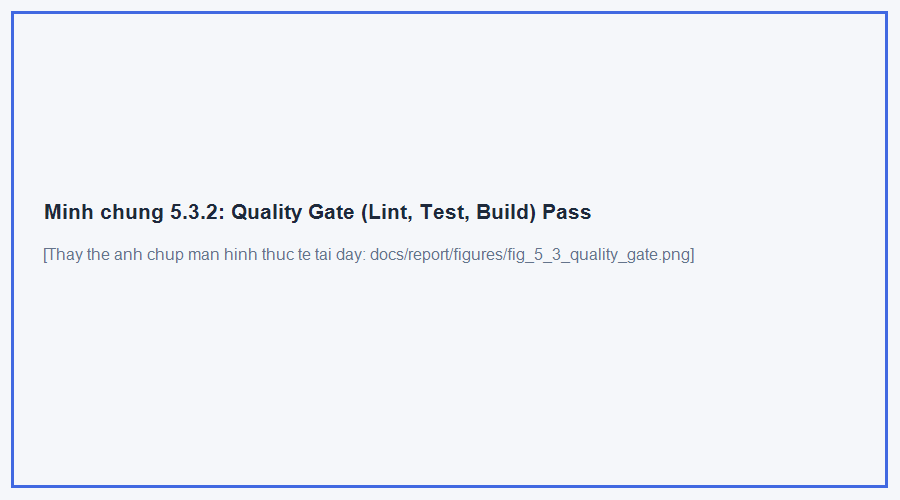 Minh chung 5.3.2: Quality Gate (Lint, Test, Build) Pass
[Thay the anh chup man hinh thuc te tai day: docs/report/figures/fig_5_3_quality_gate.png]